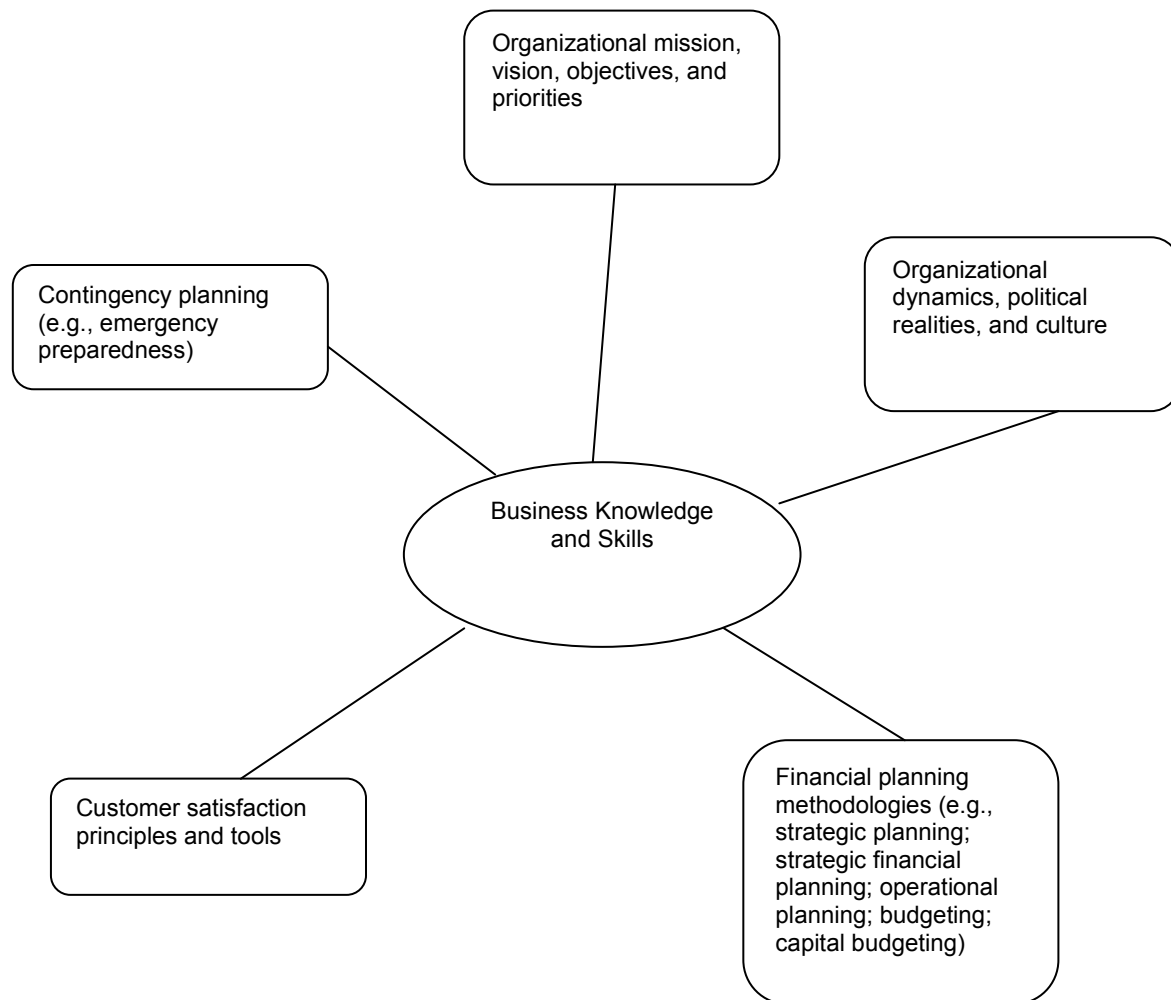 Organizational mission,
vision, objectives, and
priorities
Organizational
dynamics, political
realities, and culture
Contingency planning
(e.g., emergency
preparedness)
Business Knowledge
and Skills
Financial planning
methodologies (e.g.,
strategic planning;
strategic financial
planning; operational
planning; budgeting;
capital budgeting)
Customer satisfaction
principles and tools